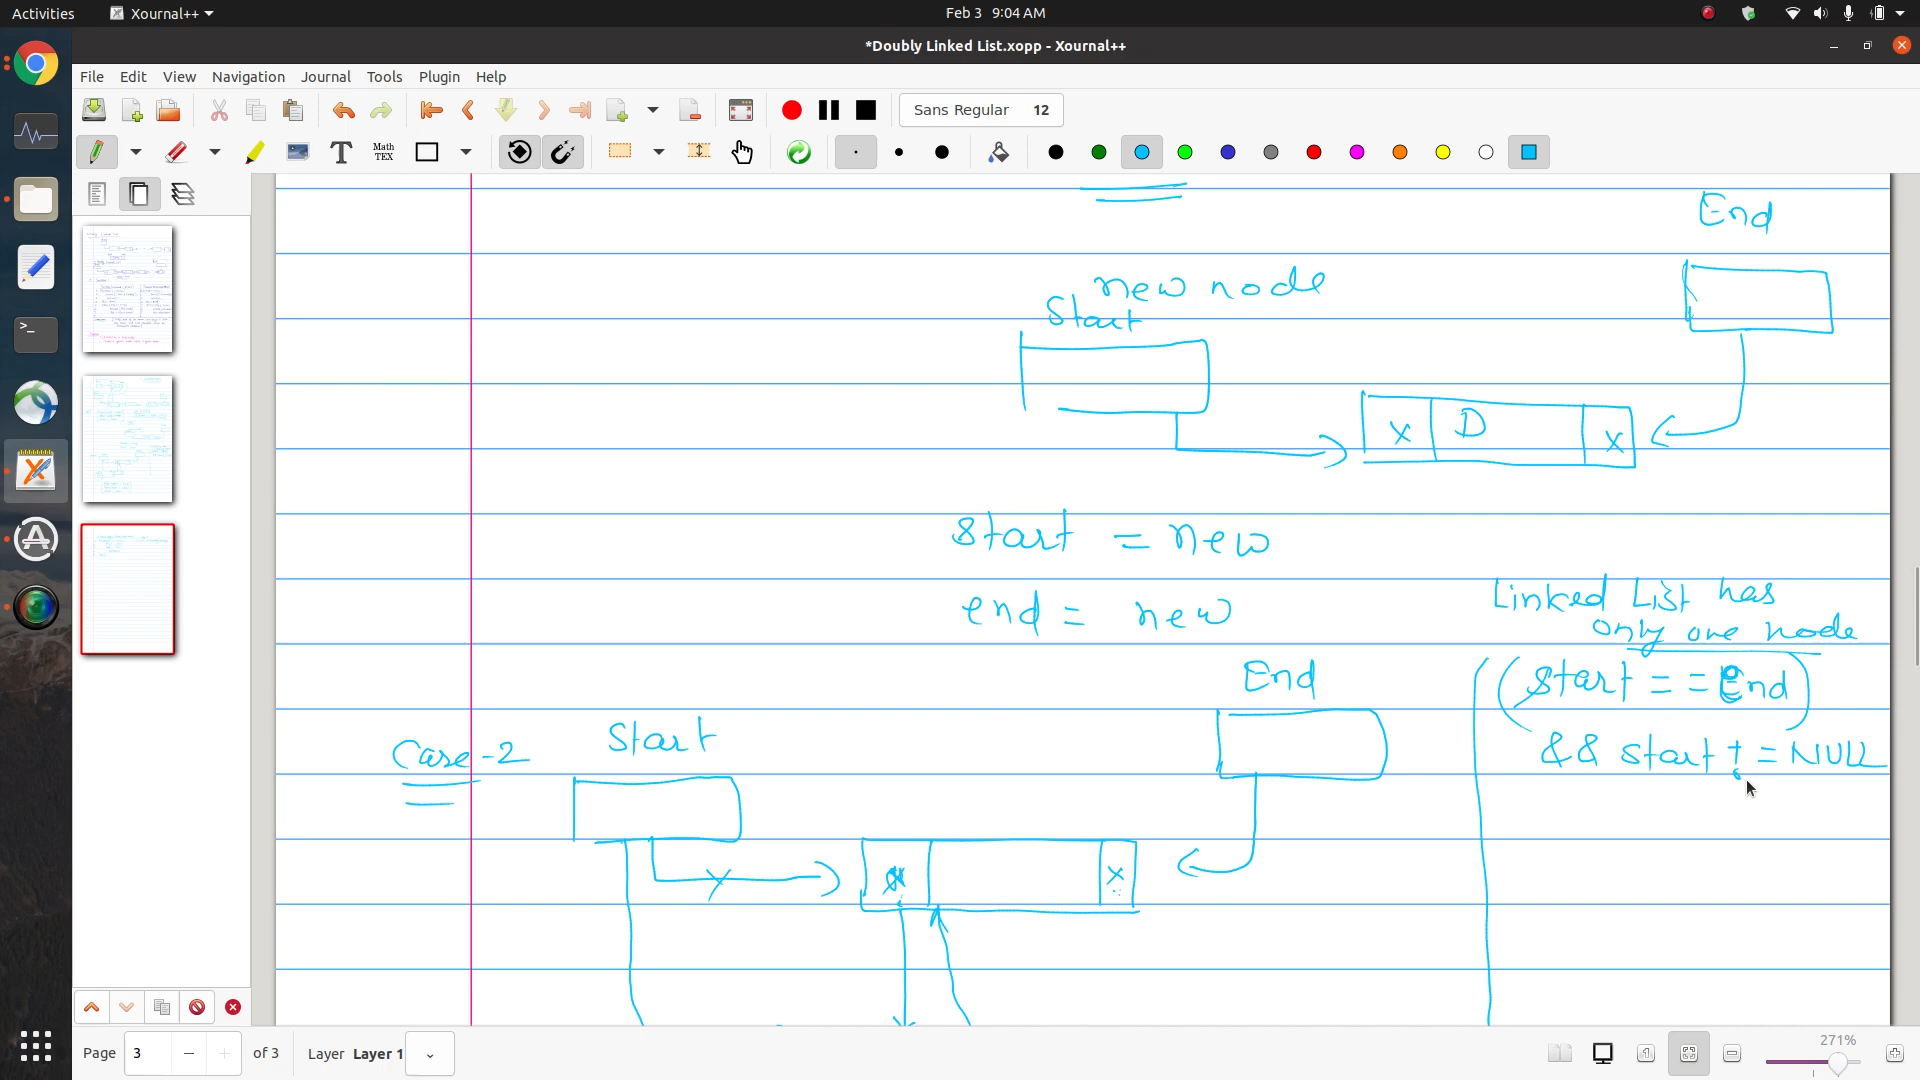 Activities
Xournal++
Feb 3 9:04 AM
*Doubly Linked List.xopp - Xournal++
File Edit View Navigation Journal Tools Plugin Help
Sans Regular 12
T
Math
TEX
End
new node
Start
X D X
Start = new
end = new
Linked List has
only one node
(Start == End)
&& start != NULL
End
Start
Case-2
X
X
Page 3 of 3 Layer Layer 1
271%